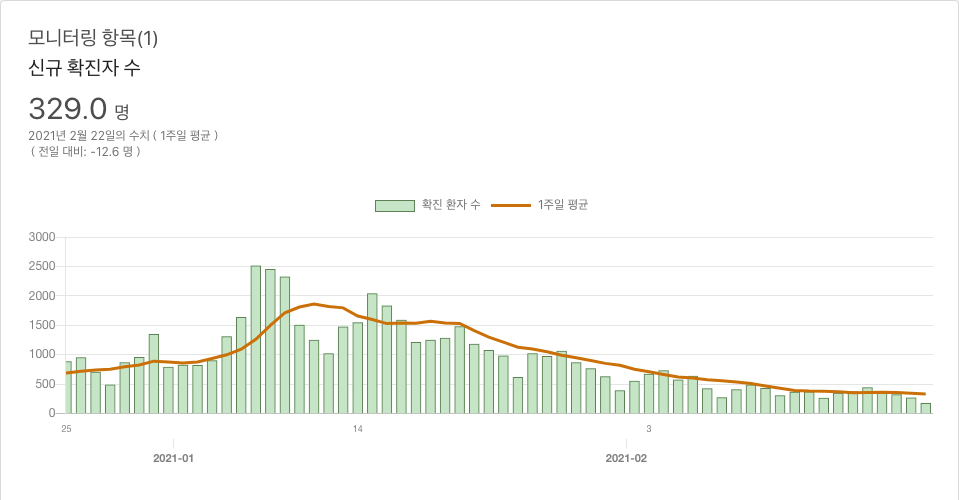 모니터링 항목(1)
신규 확진자 수
329.0 명
2021년 2월 22일의 수치 ( 1주일 평균 )
( 전일 대비: -12.6 명 )
확진 환자 수 1주일 평균
3000
2500
2000
1500
1000
500
0
25 14 3
2021-01 2021-02